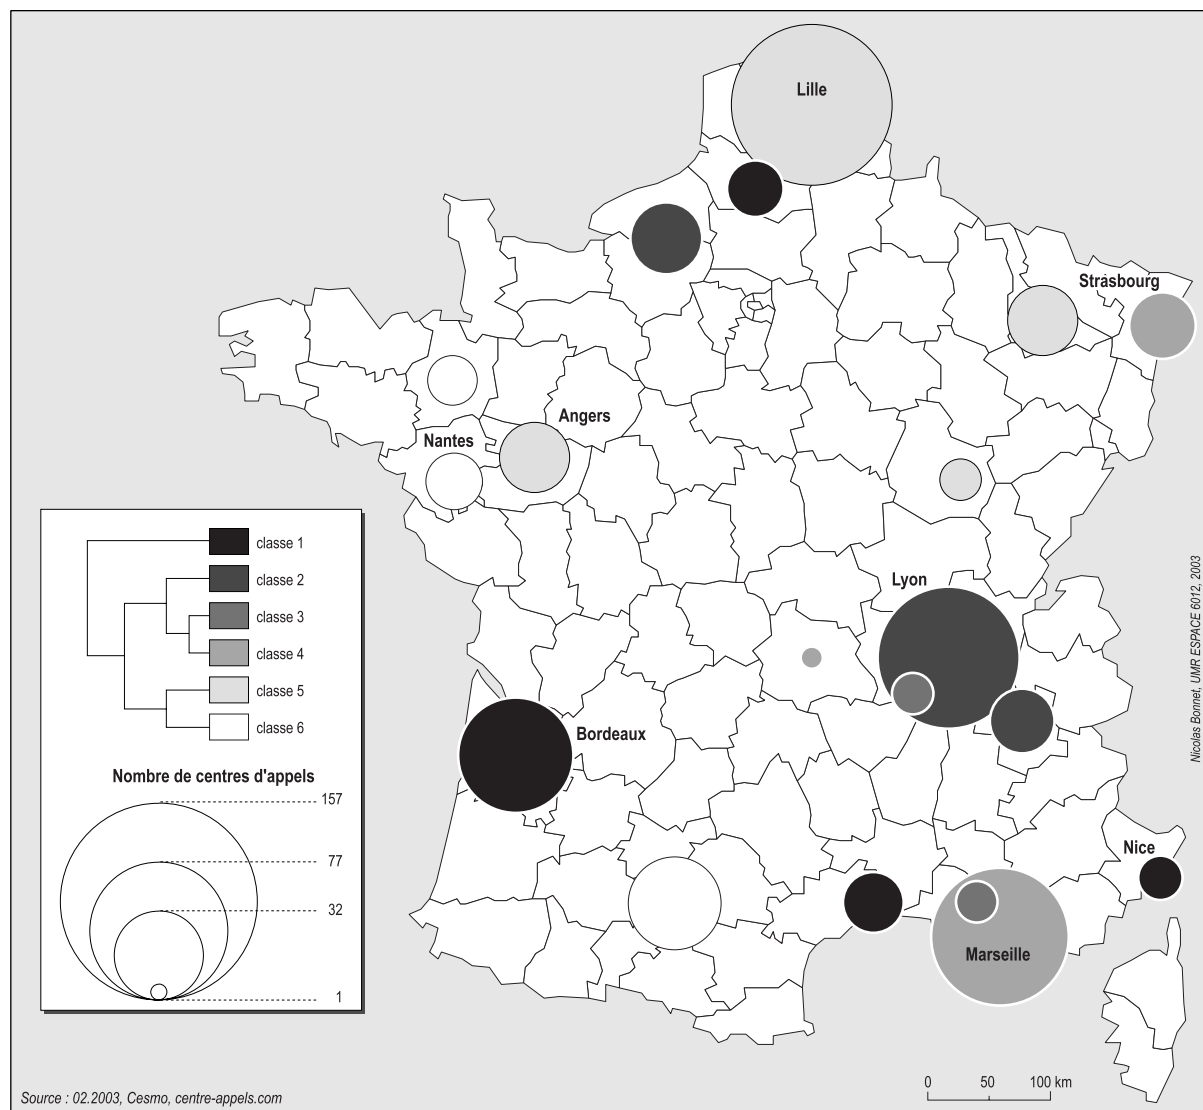 Lille
Strasbourg
Angers
Nantes
Lyon
Bordeaux
Nice
Marseille
classe 1
classe 2
classe 3
classe 4
classe 5
classe 6
Nombre de centres d'appels
157
77
32
1
0 50 100 km
Source : 02.2003, Cesmo, centre-appels.com
Nicolas Bonnet, UMR ESPACE 6012, 2003